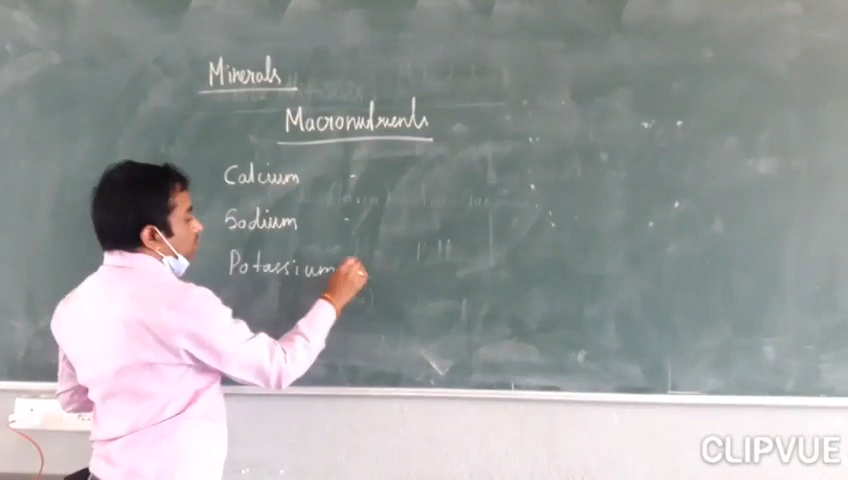 Minerals
Macronutrients
Calcium -
Sodium -
Potassium
CLIPVUE